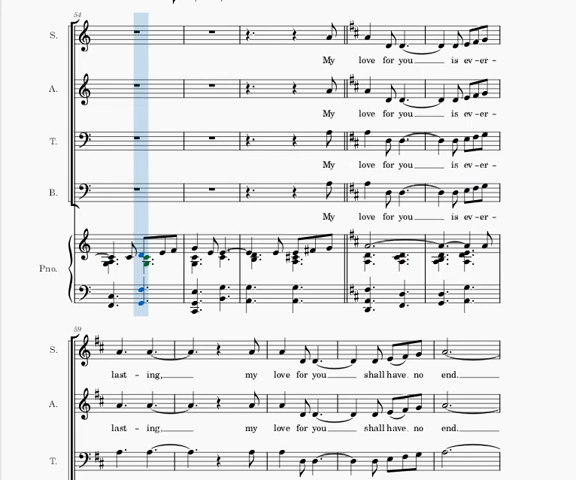 54
S.
My love for you is ev-er-
A.
My love for you is ev-er-
T.
My love for you is ev-er-
B.
My love for you is ev-er-
Pno.
59
S.
last - ing, my love for you shall have no end.
A.
last - ing, my love for you shall have no end.
T.